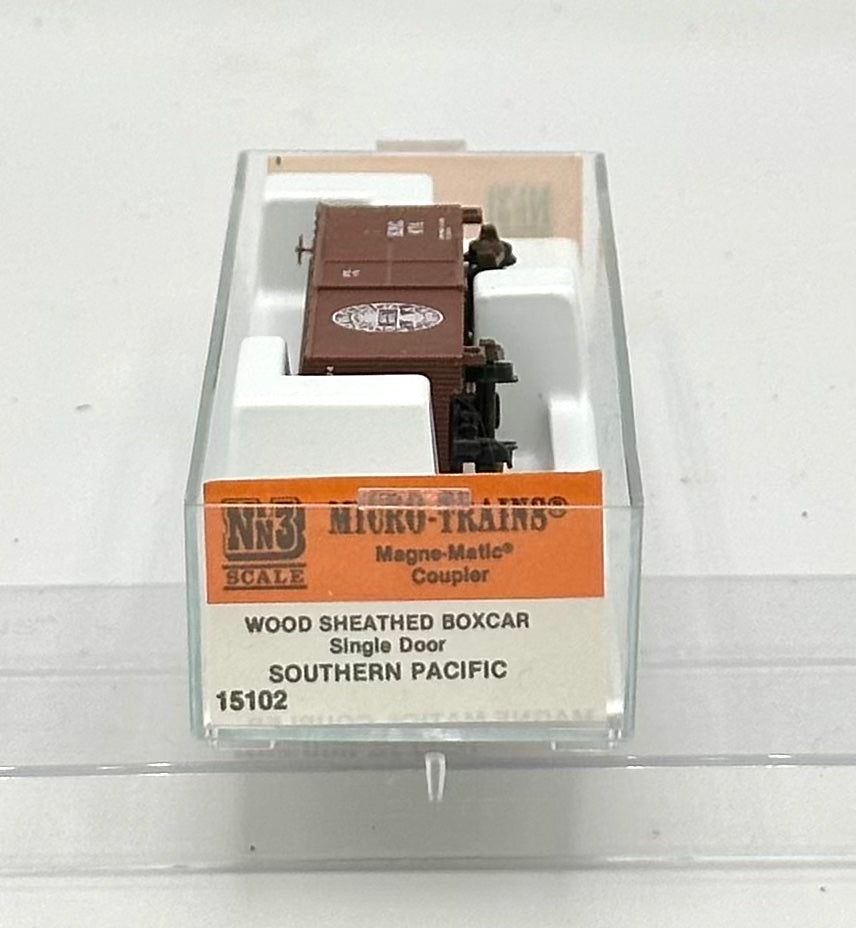 Nn3
SCALE
MICRO-TRAINS®
Magne-Matic®
Coupler
WOOD SHEATHED BOXCAR
Single Door
SOUTHERN PACIFIC
15102